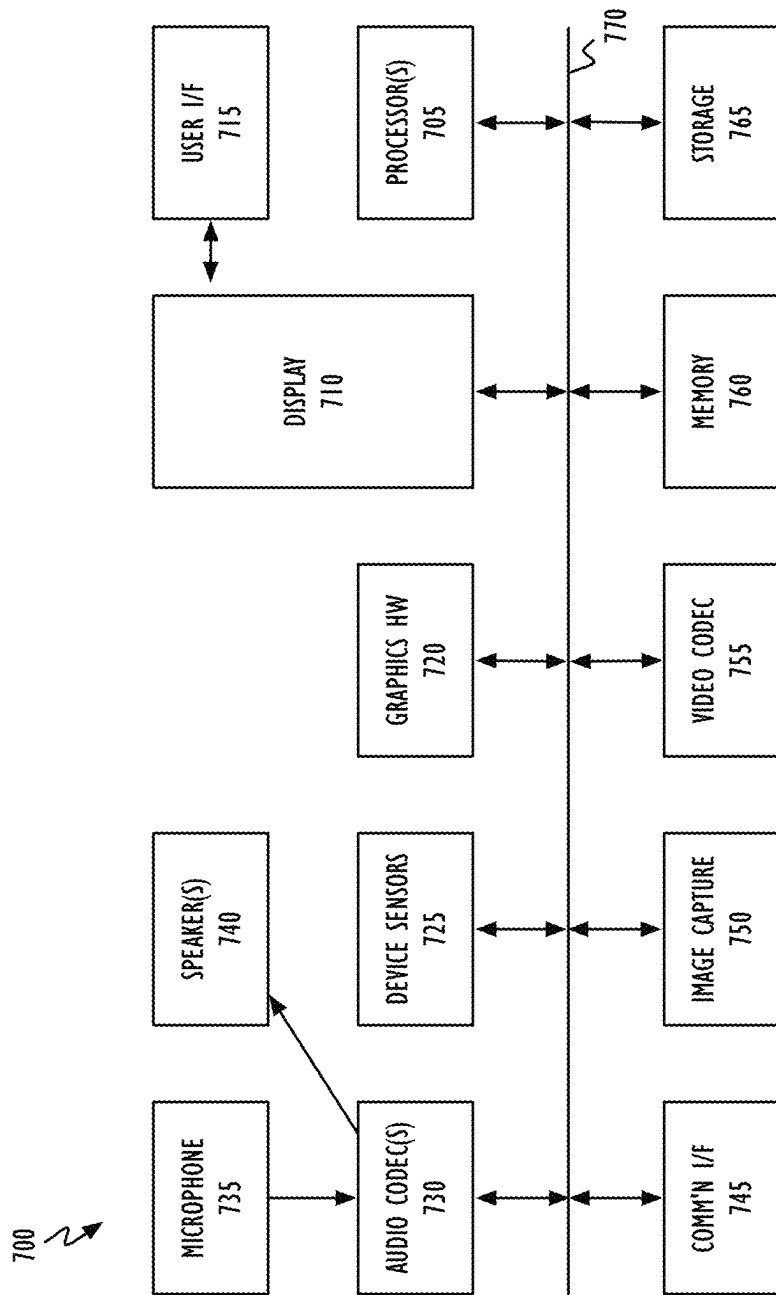 700
MICROPHONE
735
SPEAKER(S)
740
USER I/F
715
DISPLAY
710
AUDIO CODEC(S)
730
DEVICE SENSORS
725
GRAPHICS HW
720
PROCESSOR(S)
705
770
COMM'N I/F
745
IMAGE CAPTURE
750
VIDEO CODEC
755
MEMORY
760
STORAGE
765